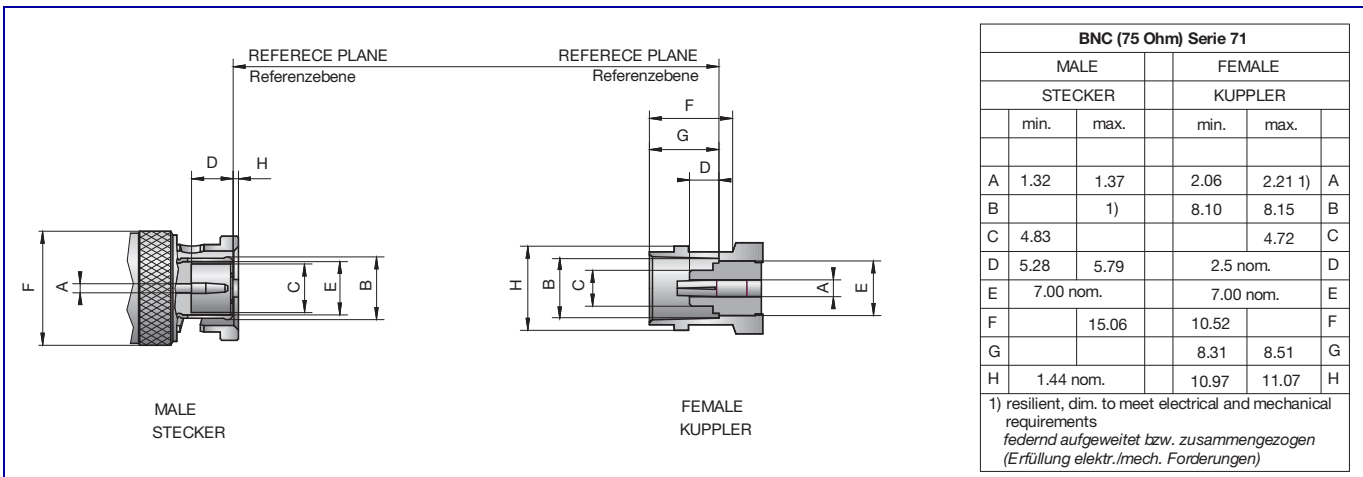 REFERECE PLANE
Referenzebene
REFERECE PLANE
Referenzebene
D
H
F
A
C
E
B
MALE
STECKER
F
G
D
H
B
C
A
E
FEMALE
KUPPLER
BNC (75 Ohm) Serie 71
MALE FEMALE
STECKER KUPPLER
min. max. min. max.
A 1.32 1.37 2.06 2.21 1) A
B 1) 8.10 8.15 B
C 4.83 4.72 C
D 5.28 5.79 2.5 nom. D
E 7.00 nom. 7.00 nom. E
F 15.06 10.52 F
G 8.31 8.51 G
H 1.44 nom. 10.97 11.07 H
1) resilient, dim. to meet electrical and mechanical
requirements
federnd aufgeweitet bzw. zusammengezogen
(Erfüllung elektr./mech. Forderungen)